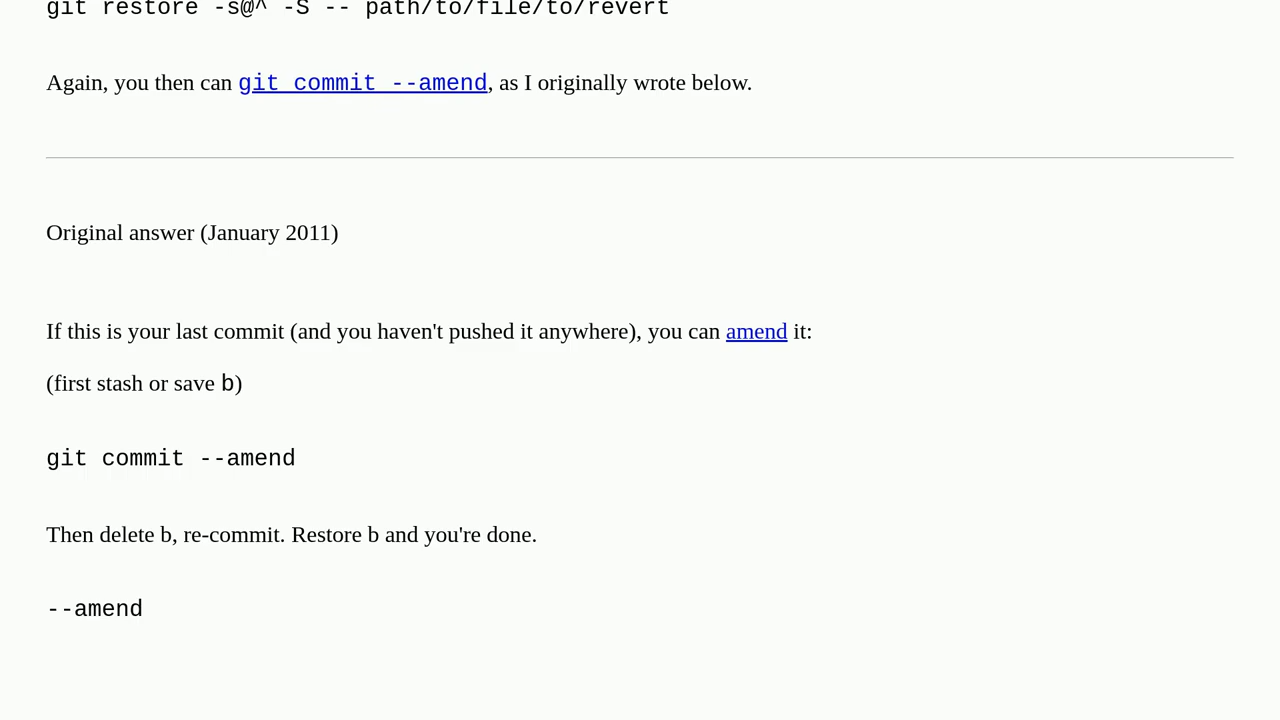 git restore -s@^ -S -- path/to/file/to/revert
Again, you then can git commit --amend, as I originally wrote below.
Original answer (January 2011)
If this is your last commit (and you haven't pushed it anywhere), you can amend it:
(first stash or save b)
git commit --amend
Then delete b, re-commit. Restore b and you're done.
--amend